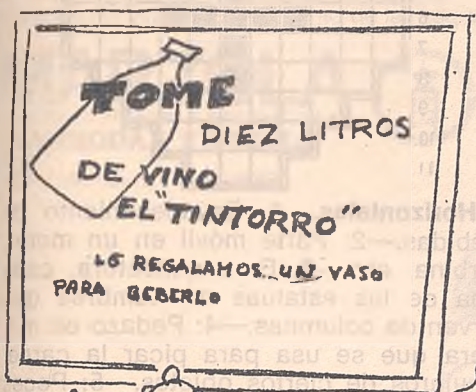 TOME
DIEZ LITROS
DE VINO
EL "TINTORRO"
LE REGALAMOS UN VASO
PARA BEBERLO